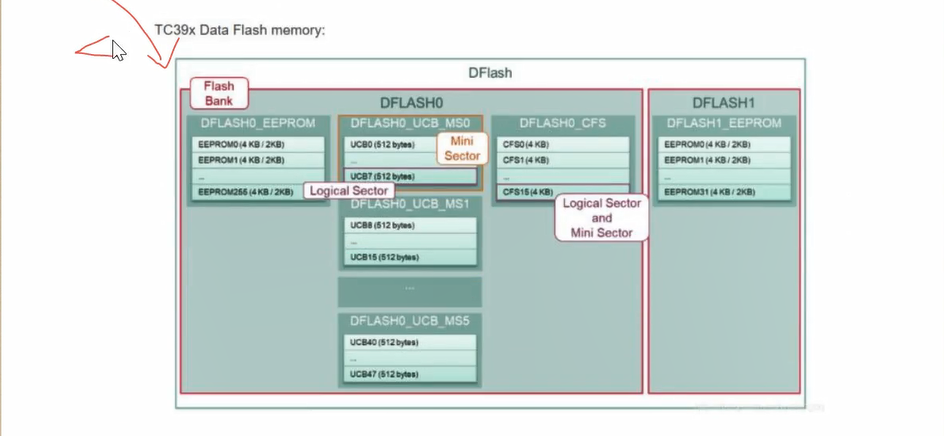 TC39x Data Flash memory:
DFlash
Flash
Bank
DFLASH0
DFLASH1
DFLASH0_EEPROM
EEPROM0 (4 KB / 2KB)
EEPROM1 (4 KB / 2KB)
...
EEPROM255 (4 KB / 2KB)
Logical Sector
DFLASH0_UCB_MS0
UCB0 (512 bytes)
...
UCB7 (512 bytes)
Mini
Sector
DFLASH0_UCB_MS1
UCB8 (512 bytes)
...
UCB15 (512 bytes)
...
DFLASH0_UCB_MS5
UCB40 (512 bytes)
...
UCB47 (512 bytes)
DFLASH0_CFS
CFS0 (4 KB)
CFS1 (4 KB)
...
CFS15 (4 KB)
Logical Sector
and
Mini Sector
DFLASH1_EEPROM
EEPROM0 (4 KB / 2KB)
EEPROM1 (4 KB / 2KB)
...
EEPROM31 (4 KB / 2KB)